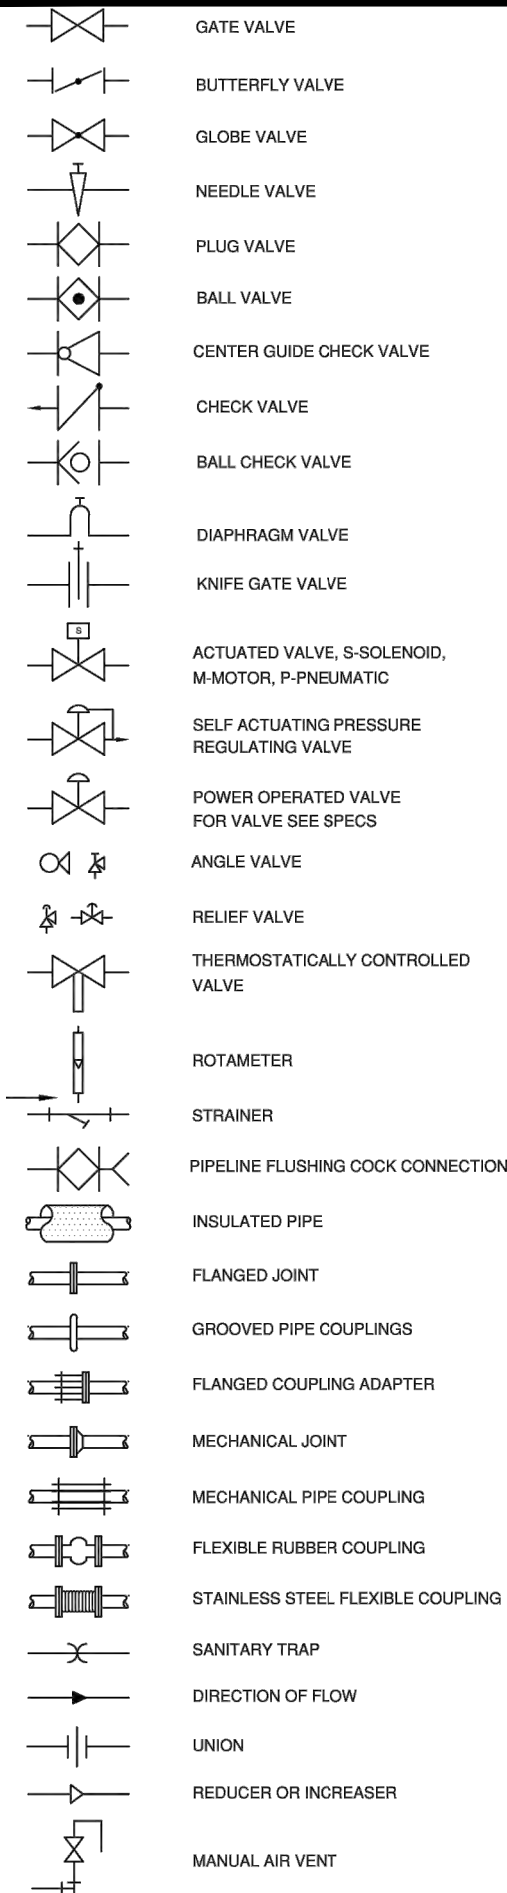 GATE VALVE
BUTTERFLY VALVE
GLOBE VALVE
NEEDLE VALVE
PLUG VALVE
BALL VALVE
CENTER GUIDE CHECK VALVE
CHECK VALVE
BALL CHECK VALVE
DIAPHRAGM VALVE
KNIFE GATE VALVE
S
ACTUATED VALVE, S-SOLENOID,
M-MOTOR, P-PNEUMATIC
SELF ACTUATING PRESSURE
REGULATING VALVE
POWER OPERATED VALVE
FOR VALVE SEE SPECS
ANGLE VALVE
RELIEF VALVE
THERMOSTATICALLY CONTROLLED
VALVE
ROTAMETER
STRAINER
PIPELINE FLUSHING COCK CONNECTION
INSULATED PIPE
FLANGED JOINT
GROOVED PIPE COUPLINGS
FLANGED COUPLING ADAPTER
MECHANICAL JOINT
MECHANICAL PIPE COUPLING
FLEXIBLE RUBBER COUPLING
STAINLESS STEEL FLEXIBLE COUPLING
SANITARY TRAP
DIRECTION OF FLOW
UNION
REDUCER OR INCREASER
MANUAL AIR VENT